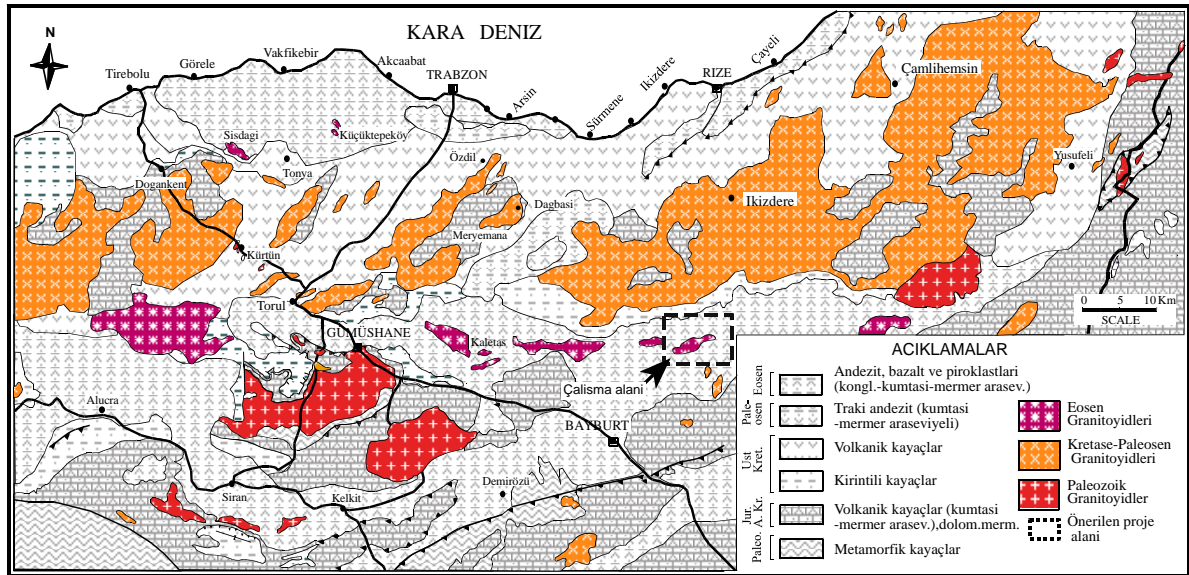 KARA DENIZ
N
Tirebolu
Görele
Vakfikebir
Akcaabat
TRABZON
Arsin
Sürmene
Ikizdere
RIZE
Çayeli
Çamlihemsin
Sisdagi
Küçüktepeköy
Tonya
Özdil
Yusufeli
Dogankent
Dagbasi
Ikizdere
Meryemana
Kürtün
Torul
GÜMÜSHANE
Kaletas
Çalisma alani
Alucra
BAYBURT
Siran
Kelkit
Demirözü
0 5 10 Km
SCALE
ACIKLAMALAR
Eosen
Andezit, bazalt ve piroklastlari
(kongl.-kumtasi-mermer arasev.)
Pale-
osen
Traki andezit (kumtasi
-mermer araseviyeli)
Ust
Kret.
Volkanik kayaçlar
Kirintili kayaçlar
Jur.
A. Kr.
Volkanik kayaçlar (kumtasi
-mermer arasev.),dolom.merm.
Paleo.
Metamorfik kayaçlar
Eosen
Granitoyidleri
Kretase-Paleosen
Granitoyidleri
Paleozoik
Granitoyidler
Önerilen proje
alani